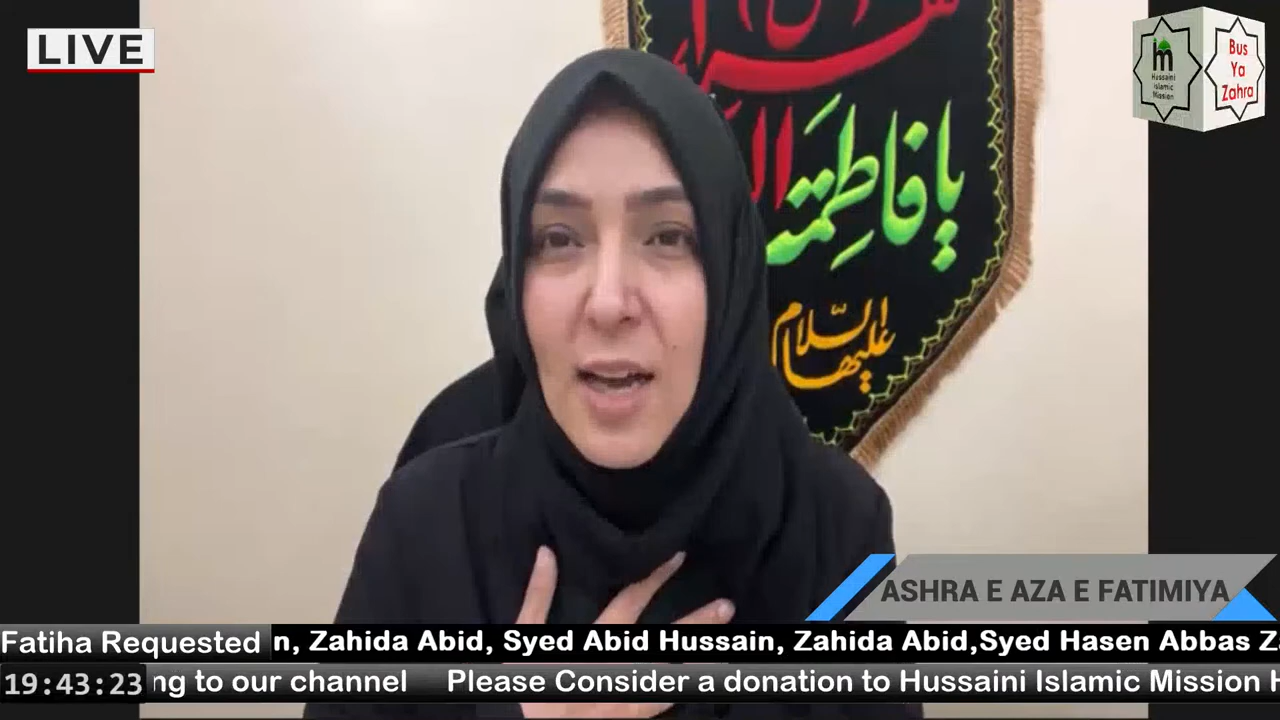 LIVE
Hussaini
Islamic
Mission
Bus
Ya
Zahra
يا فاطمة
عليها السلام
ASHRA E AZA E FATIMIYA
Fatiha Requested n, Zahida Abid, Syed Abid Hussain, Zahida Abid,Syed Hasen Abbas Z
19:43:23 ng to our channel Please Consider a donation to Hussaini Islamic Mission H